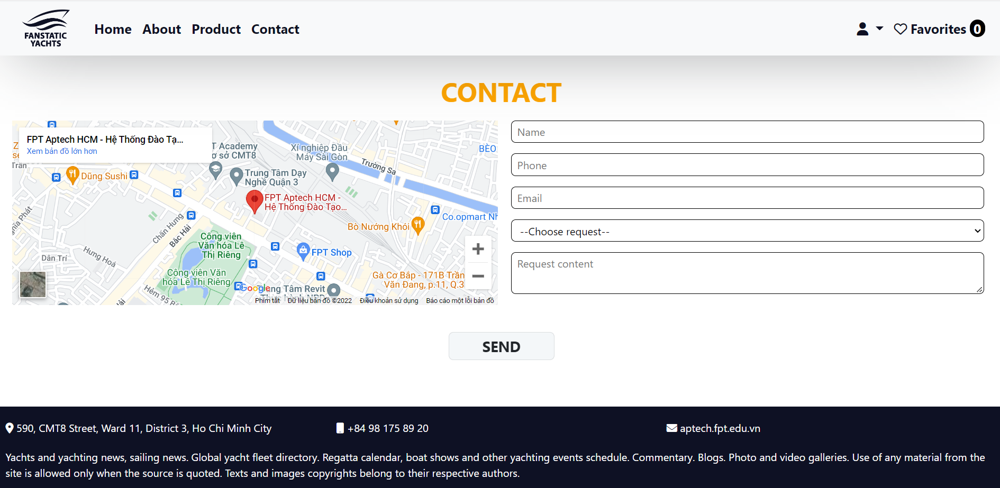 FANSTATIC
YACHTS
Home About Product Contact
Favorites 0
CONTACT
FPT Aptech HCM - Hệ Thống Đào Tạ...
Xem bản đồ lớn hơn
T Academy
ơ sở CMT8
Xí nghiệp Đầu
Máy Sài Gòn
BÈO
Trường Sa
Trần
Dũng Sushi
Trung Tâm Dạy
Nghề Quận 3
FPT Aptech HCM -
Hệ Thống Đào Tạo...
Co.opmart Nh
Bò Nướng Khói
Chấn Hưng
Bắc Hải
ghĩa Phát
Công viên
Văn hóa Lê
Thị Riêng
Hưng Hoá
Dân Trí
FPT Shop
Công viên Văn
hóa Lê Thị Riêng
Gà Cơ Bắp - 171B Trần
Văn Đang, p.11, Q.3
Hẻm 95
Google
Tâm Revit
Phím tắt Dữ liệu bản đồ ©2022 Điều khoản sử dụng Báo cáo một lỗi bản đồ
Name
Phone
Email
--Choose request--
Request content
SEND
590, CMT8 Street, Ward 11, District 3, Ho Chi Minh City
+84 98 175 89 20
aptech.fpt.edu.vn
Yachts and yachting news, sailing news. Global yacht fleet directory. Regatta calendar, boat shows and other yachting events schedule. Commentary. Blogs. Photo and video galleries. Use of any material from the
site is allowed only when the source is quoted. Texts and images copyrights belong to their respective authors.